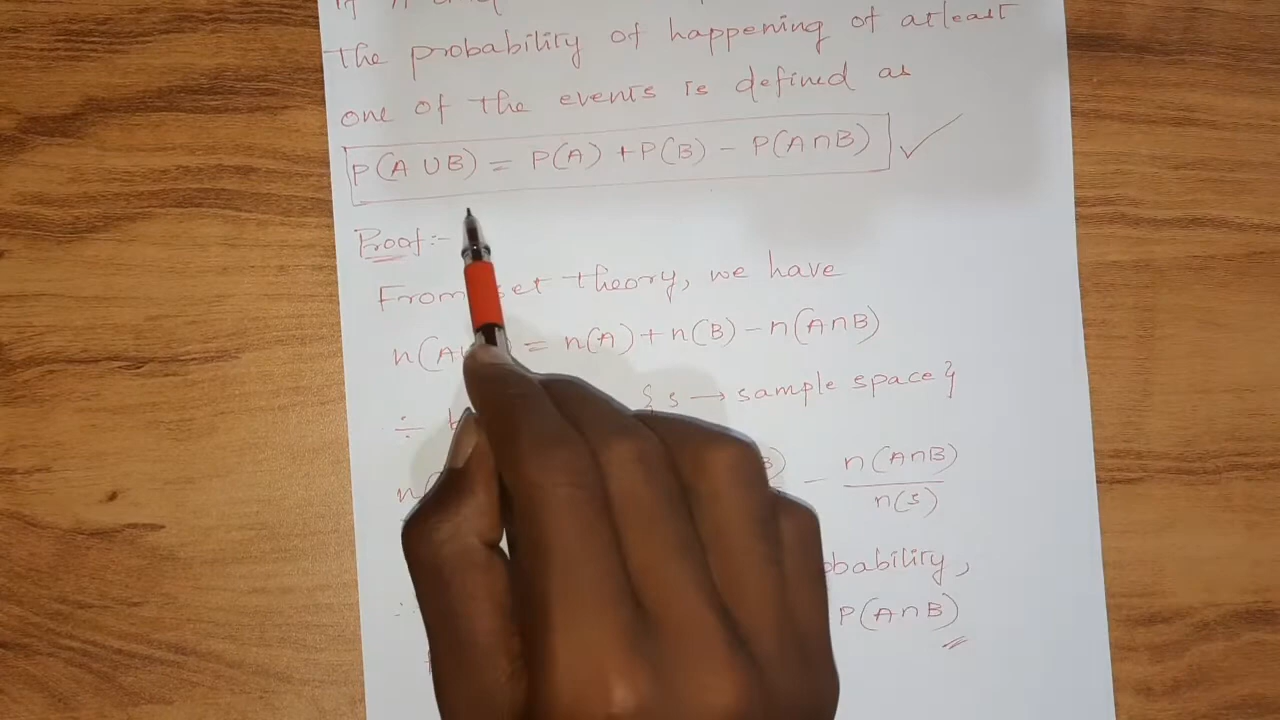 the probability of happening of atleast
one of the events is defined as
P(A ∪ B) = P(A) + P(B) - P(A∩B) ✓
Proof:-
From set theory, we have
= n(A) + n(B) - n(A∩B)
÷ {s → sample space}
- n(A∩B)/n(s)
∴ P(A∩B)